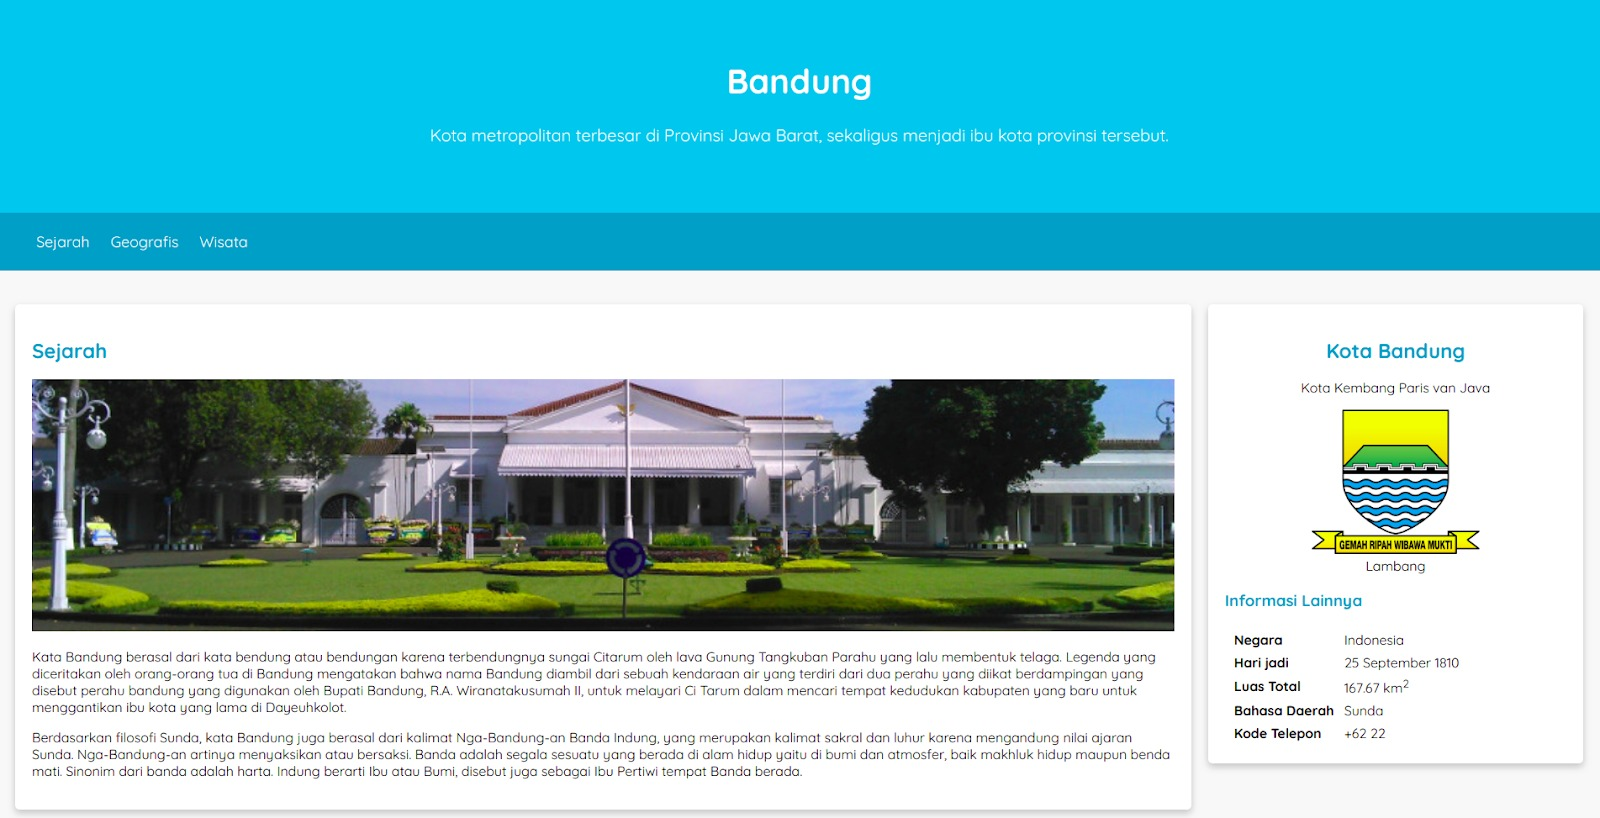 Bandung
Kota metropolitan terbesar di Provinsi Jawa Barat, sekaligus menjadi ibu kota provinsi tersebut.
Sejarah Geografis Wisata
Sejarah
Kata Bandung berasal dari kata bendung atau bendungan karena terbendungnya sungai Citarum oleh lava Gunung Tangkuban Parahu yang lalu membentuk telaga. Legenda yang
diceritakan oleh orang-orang tua di Bandung mengatakan bahwa nama Bandung diambil dari sebuah kendaraan air yang terdiri dari dua perahu yang diikat berdampingan yang
disebut perahu bandung yang digunakan oleh Bupati Bandung, R.A. Wiranatakusumah II, untuk melayari Ci Tarum dalam mencari tempat kedudukan kabupaten yang baru untuk
menggantikan ibu kota yang lama di Dayeuhkolot.
Berdasarkan filosofi Sunda, kata Bandung juga berasal dari kalimat Nga-Bandung-an Banda Indung, yang merupakan kalimat sakral dan luhur karena mengandung nilai ajaran
Sunda. Nga-Bandung-an artinya menyaksikan atau bersaksi. Banda adalah segala sesuatu yang berada di alam hidup yaitu di bumi dan atmosfer, baik makhluk hidup maupun benda
mati. Sinonim dari banda adalah harta. Indung berarti Ibu atau Bumi, disebut juga sebagai Ibu Pertiwi tempat Banda berada.
Kota Bandung
Kota Kembang Paris van Java
GEMAH RIPAH WIBAWA MUKTI
Lambang
Informasi Lainnya
Negara Indonesia
Hari jadi 25 September 1810
Luas Total 167.67 km²
Bahasa Daerah Sunda
Kode Telepon +62 22